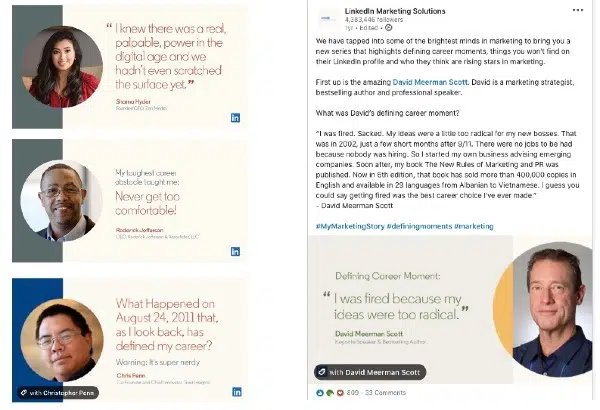 “ I knew there was a real,
palpable, power in the
digital age and we
hadn't even scratched
the surface yet.”
Shama Hyder
Founder CEO, Zen Media
in
My toughest career
obstacle taught me:
Never get too
comfortable!
Roderick Jefferson
in
What Happened on
August 24, 2011 that,
as I look back, has
defined my career?
Warning: It's super nerdy
Chris Penn
with Christopher Penn
in
LinkedIn Marketing Solutions
4,383,446 followers
1yr • Edited •
We have tapped into some of the brightest minds in marketing to bring you a
new series that highlights defining career moments, things you won't find on
their LinkedIn profile and who they think are rising stars in marketing.
First up is the amazing David Meerman Scott. David is a marketing strategist,
bestselling author and professional speaker.
What was David's defining career moment?
“I was fired. Sacked. My ideas were a little too radical for my new bosses. That
was in 2002, just a few short months after 9/11. There were no jobs to be had
because nobody was hiring. So I started my own business advising emerging
companies. Soon after, my book The New Rules of Marketing and PR was
published. Now in 6th edition, that book has sold more than 400,000 copies in
English and available in 29 languages from Albanian to Vietnamese. I guess you
could say getting fired was the best career choice I've ever made.”
- David Meerman Scott
#MyMarketingStory #definingmoments #marketing
Defining Career Moment:
“ I was fired because my
ideas were too radical.”
David Meerman Scott
Keynote Speaker & Bestselling Author
with David Meerman Scott
899 • 33 Comments